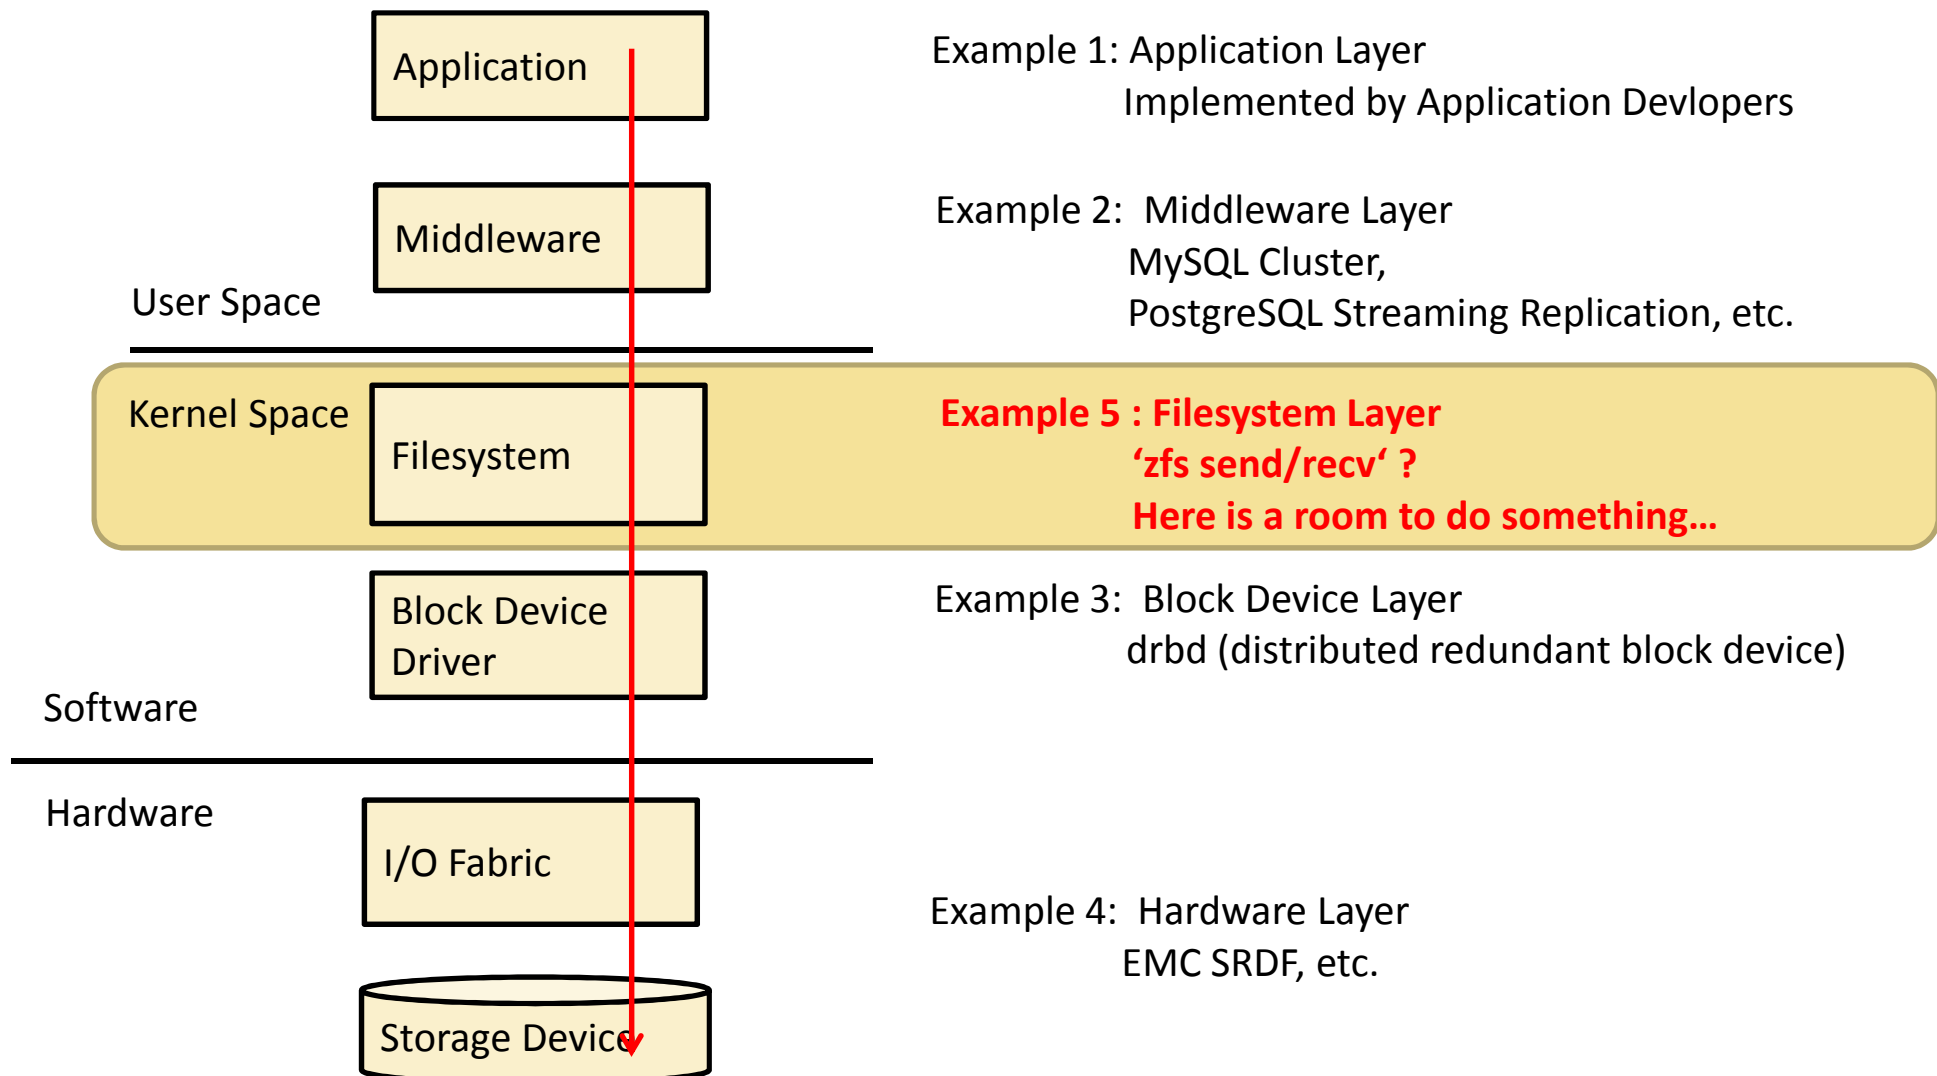 Application
Example 1: Application Layer
Implemented by Application Devlopers
Middleware
Example 2:  Middleware Layer
MySQL Cluster,
PostgreSQL Streaming Replication, etc.
User Space
Kernel Space
Filesystem
Example 5 : Filesystem Layer
‘zfs send/recv‘ ?
Here is a room to do something...
Block Device
Driver
Example 3:  Block Device Layer
drbd (distributed redundant block device)
Software
Hardware
I/O Fabric
Example 4:  Hardware Layer
EMC SRDF, etc.
Storage Device